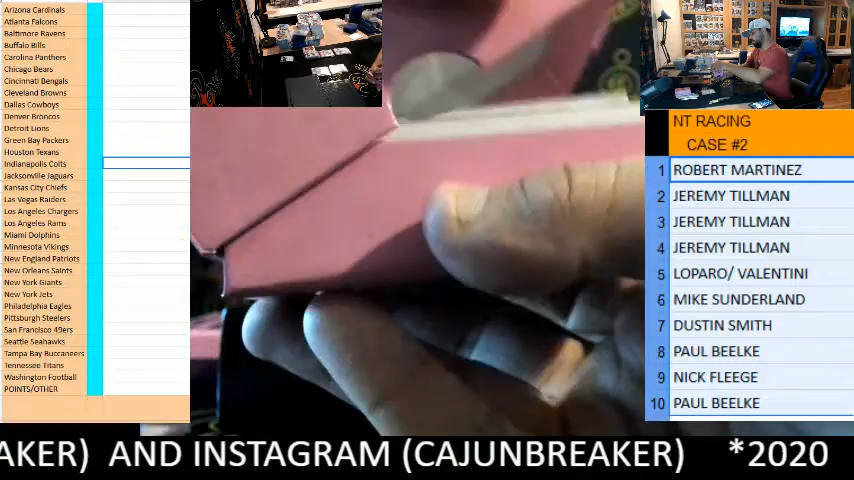 Arizona Cardinals
Atlanta Falcons
Baltimore Ravens
Buffalo Bills
Carolina Panthers
Chicago Bears
Cincinnati Bengals
Cleveland Browns
Dallas Cowboys
Denver Broncos
Detroit Lions
Green Bay Packers
Houston Texans
Indianapolis Colts
Jacksonville Jaguars
Kansas City Chiefs
Las Vegas Raiders
Los Angeles Chargers
Los Angeles Rams
Miami Dolphins
Minnesota Vikings
New England Patriots
New Orleans Saints
New York Giants
New York Jets
Philadelphia Eagles
Pittsburgh Steelers
San Francisco 49ers
Seattle Seahawks
Tampa Bay Buccaneers
Tennessee Titans
Washington Football
POINTS/OTHER
NT RACING
CASE #2
1 ROBERT MARTINEZ
2 JEREMY TILLMAN
3 JEREMY TILLMAN
4 JEREMY TILLMAN
5 LOPARO/ VALENTINI
6 MIKE SUNDERLAND
7 DUSTIN SMITH
8 PAUL BEELKE
9 NICK FLEEGE
10 PAUL BEELKE
AKER) AND INSTAGRAM (CAJUNBREAKER) *2020